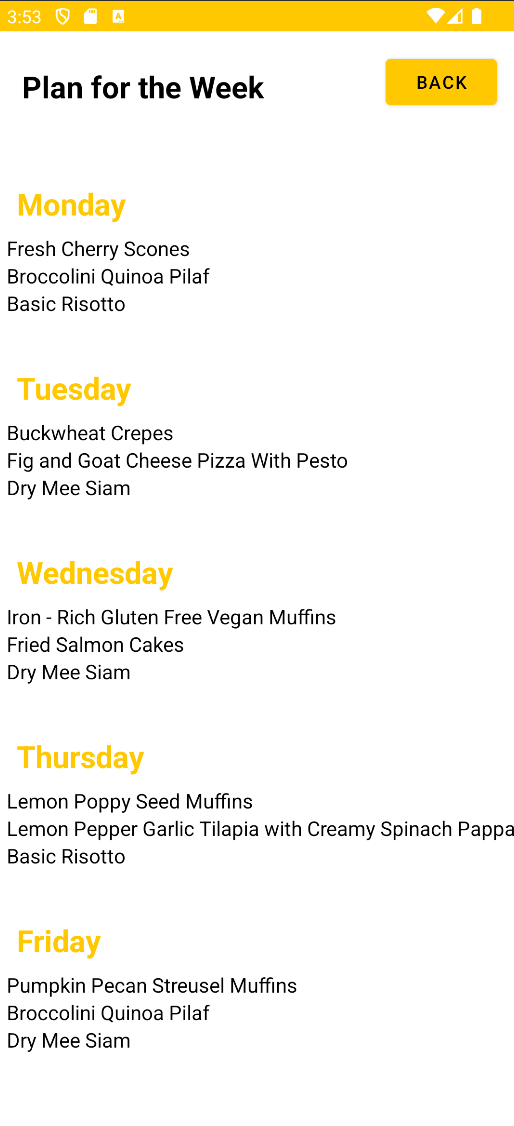 3:53
Plan for the Week
BACK
Monday
Fresh Cherry Scones
Broccolini Quinoa Pilaf
Basic Risotto
Tuesday
Buckwheat Crepes
Fig and Goat Cheese Pizza With Pesto
Dry Mee Siam
Wednesday
Iron - Rich Gluten Free Vegan Muffins
Fried Salmon Cakes
Dry Mee Siam
Thursday
Lemon Poppy Seed Muffins
Lemon Pepper Garlic Tilapia with Creamy Spinach Pappa
Basic Risotto
Friday
Pumpkin Pecan Streusel Muffins
Broccolini Quinoa Pilaf
Dry Mee Siam